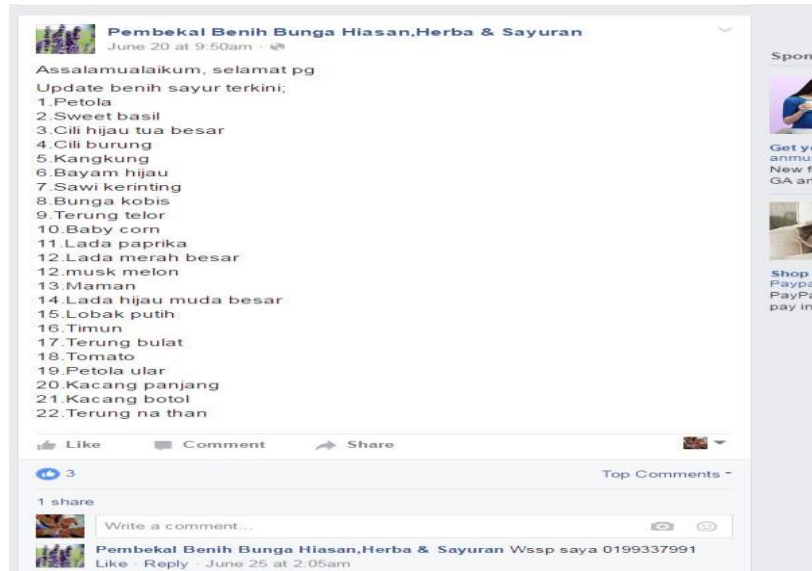 Pembekal Benih Bunga Hiasan,Herba & Sayuran
June 20 at 9:50am ·
Assalamualaikum, selamat pg
Update benih sayur terkini;
1.Petola
2.Sweet basil
3.Cili hijau tua besar
4.Cili burung
5.Kangkung
6.Bayam hijau
7.Sawi kerinting
8.Bunga kobis
9.Terung telor
10.Baby corn
11.Lada paprika
12.Lada merah besar
12.musk melon
13.Maman
14.Lada hijau muda besar
15.Lobak putih
16.Timun
17.Terung bulat
18.Tomato
19.Petola ular
20.Kacang panjang
21.Kacang botol
22.Terung na than
Like Comment Share
3 Top Comments
1 share
Write a comment...
Pembekal Benih Bunga Hiasan,Herba & Sayuran Wssp saya 0199337991
Like · Reply · June 25 at 2:05am
Spon
Get y
anmu
New f
GA an
Shop
Paypa
PayPa
pay in